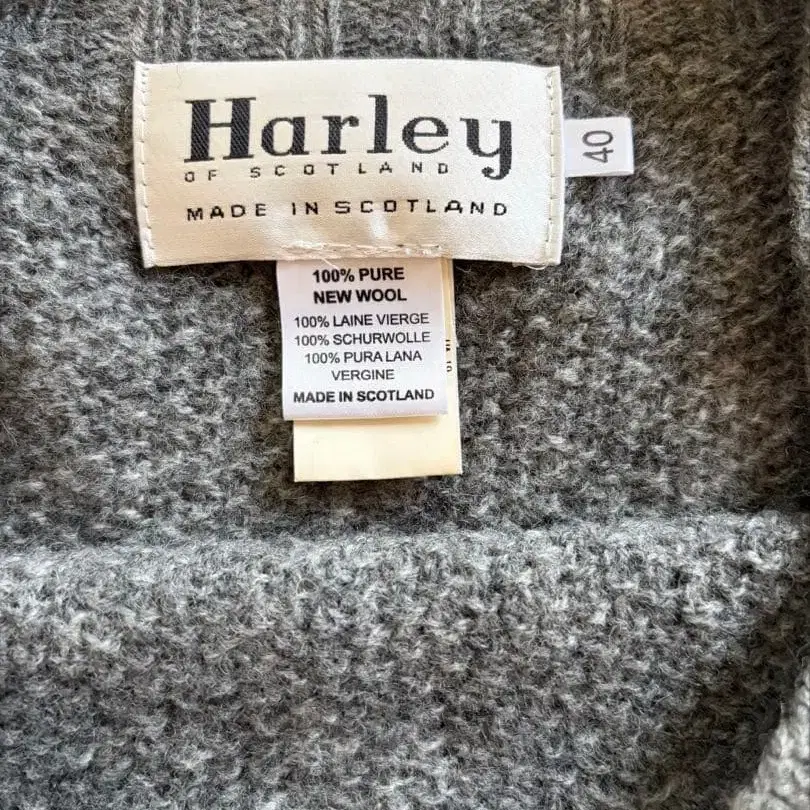 Harley
OF SCOTLAND
MADE IN SCOTLAND
40
100% PURE
NEW WOOL
100% LAINE VIERGE
100% SCHURWOLLE
100% PURA LANA
VERGINE
MADE IN SCOTLAND